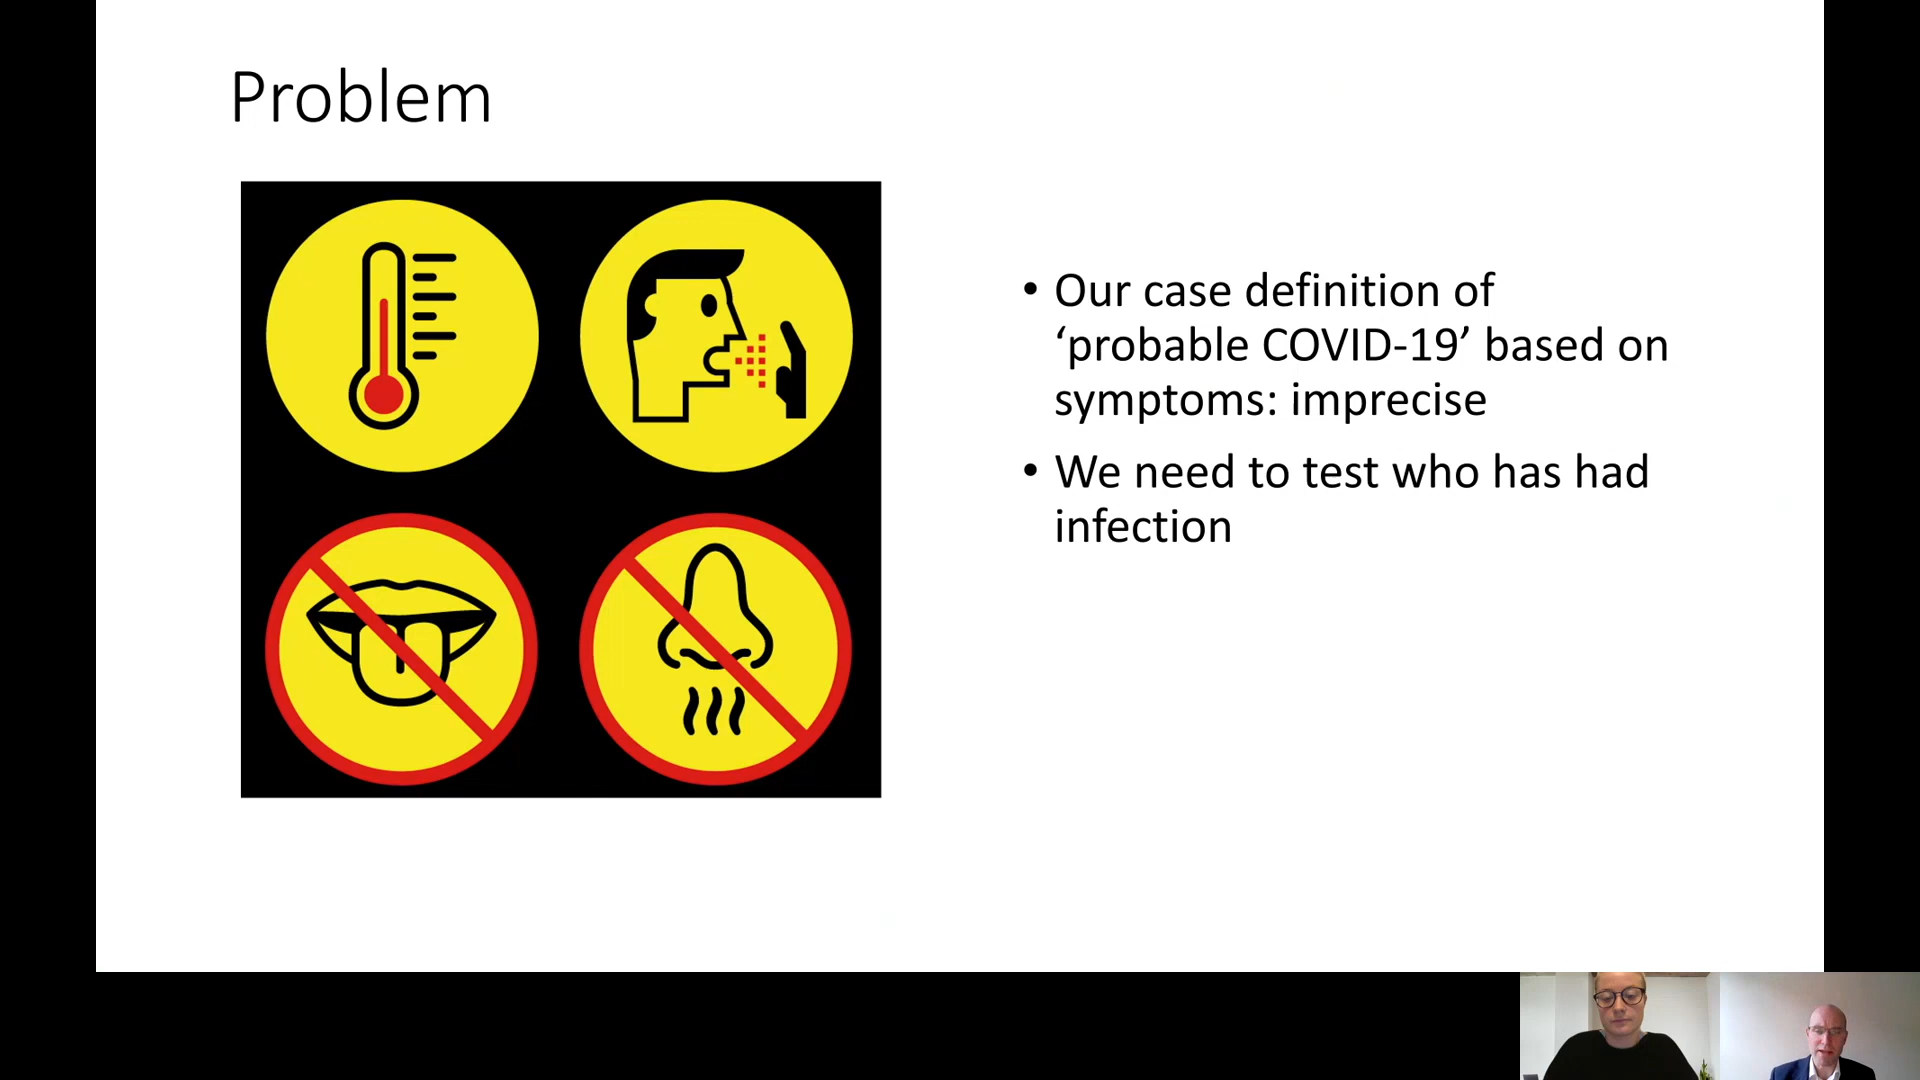 Problem
• Our case definition of
‘probable COVID-19’ based on
symptoms: imprecise
• We need to test who has had
infection